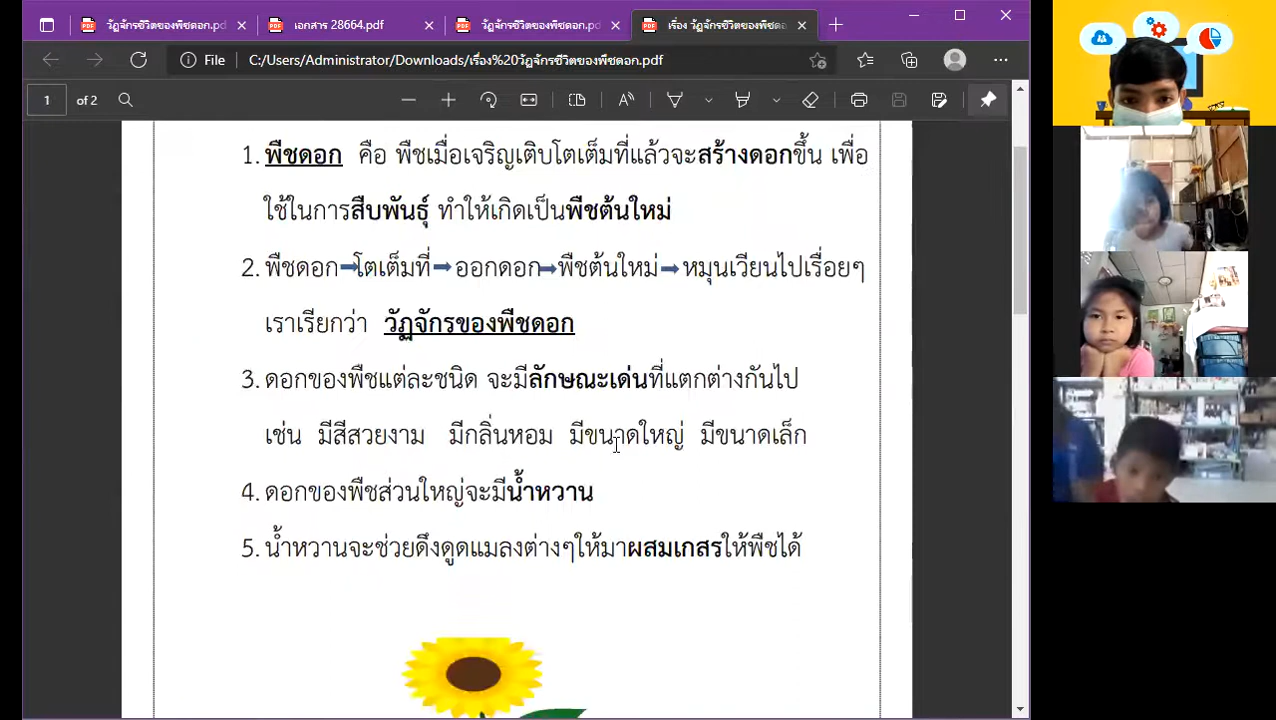 วัฏจักรชีวิตของพืชดอก.pd
เอกสาร 28664.pdf
วัฏจักรชีวิตของพืชดอก.pd
เรื่อง วัฏจักรชีวิตของพืชด
File
C:/Users/Administrator/Downloads/เรื่อง%20วัฏจักรชีวิตของพืชดอก.pdf
1 of 2
1. พืชดอก คือ พืชเมื่อเจริญเติบโตเต็มที่แล้วจะสร้างดอกขึ้น เพื่อ
ใช้ในการสืบพันธุ์ ทำให้เกิดเป็นพืชต้นใหม่
2. พืชดอก➡โตเต็มที่➡ออกดอก➡พืชต้นใหม่➡หมุนเวียนไปเรื่อยๆ
เราเรียกว่า วัฏจักรของพืชดอก
3. ดอกของพืชแต่ละชนิด จะมีลักษณะเด่นที่แตกต่างกันไป
เช่น มีสีสวยงาม มีกลิ่นหอม มีขนาดใหญ่ มีขนาดเล็ก
4. ดอกของพืชส่วนใหญ่จะมีน้ำหวาน
5. น้ำหวานจะช่วยดึงดูดแมลงต่างๆให้มาผสมเกสรให้พืชได้